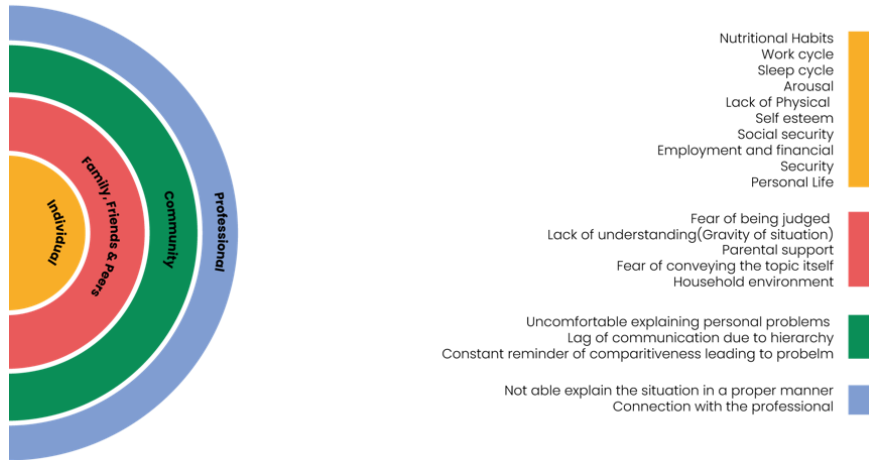 Individual
Family, Friends & Peers
Community
Professional
Nutritional Habits
Work cycle
Sleep cycle
Arousal
Lack of Physical
Self esteem
Social security
Employment and financial
Security
Personal Life
Fear of being judged
Lack of understanding(Gravity of situation)
Parental support
Fear of conveying the topic itself
Household environment
Uncomfortable explaining personal problems
Lag of communication due to hierarchy
Constant reminder of comparitiveness leading to probelm
Not able explain the situation in a proper manner
Connection with the professional